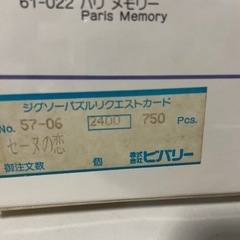 61-022 パリ メモリー
Paris Memory
ジグソーパズルリクエストカード
No. 57-06 2400 750 Pcs.
セーヌの恋
御注文数 個 株式会社 ビバリー